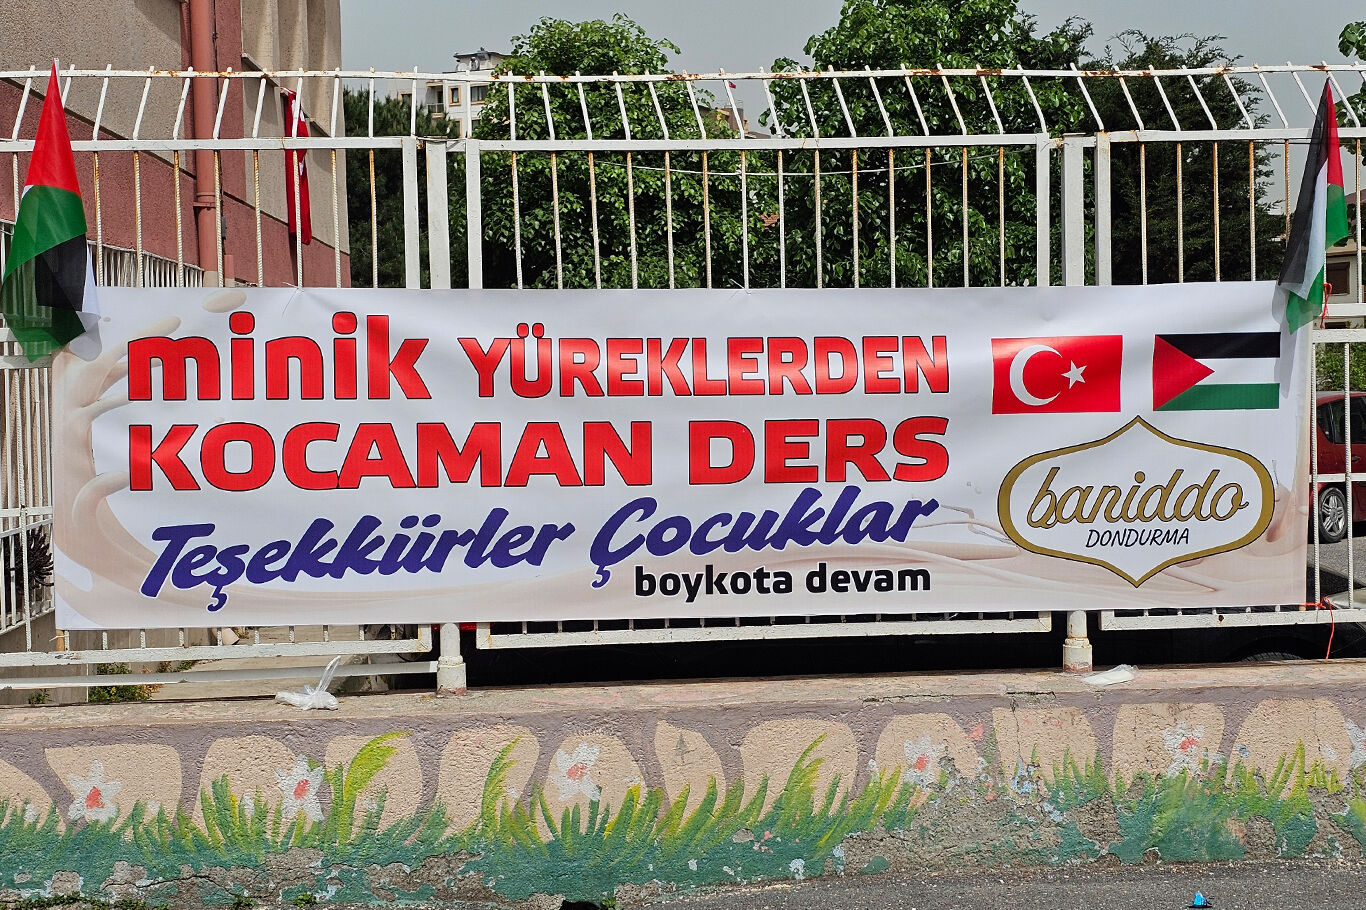 minik YÜREKLERDEN
KOCAMAN DERS
Teşekkürler Çocuklar
boykota devam
baniddo
DONDURMA